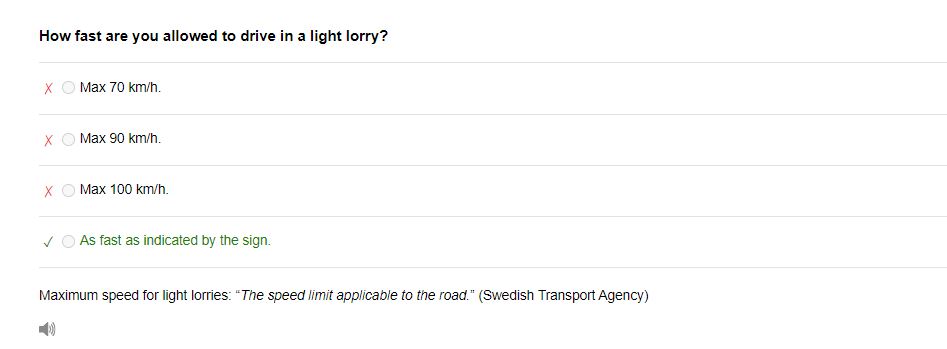 How fast are you allowed to drive in a light lorry?
Max 70 km/h.
Max 90 km/h.
Max 100 km/h.
As fast as indicated by the sign.
Maximum speed for light lorries: “The speed limit applicable to the road.” (Swedish Transport Agency)